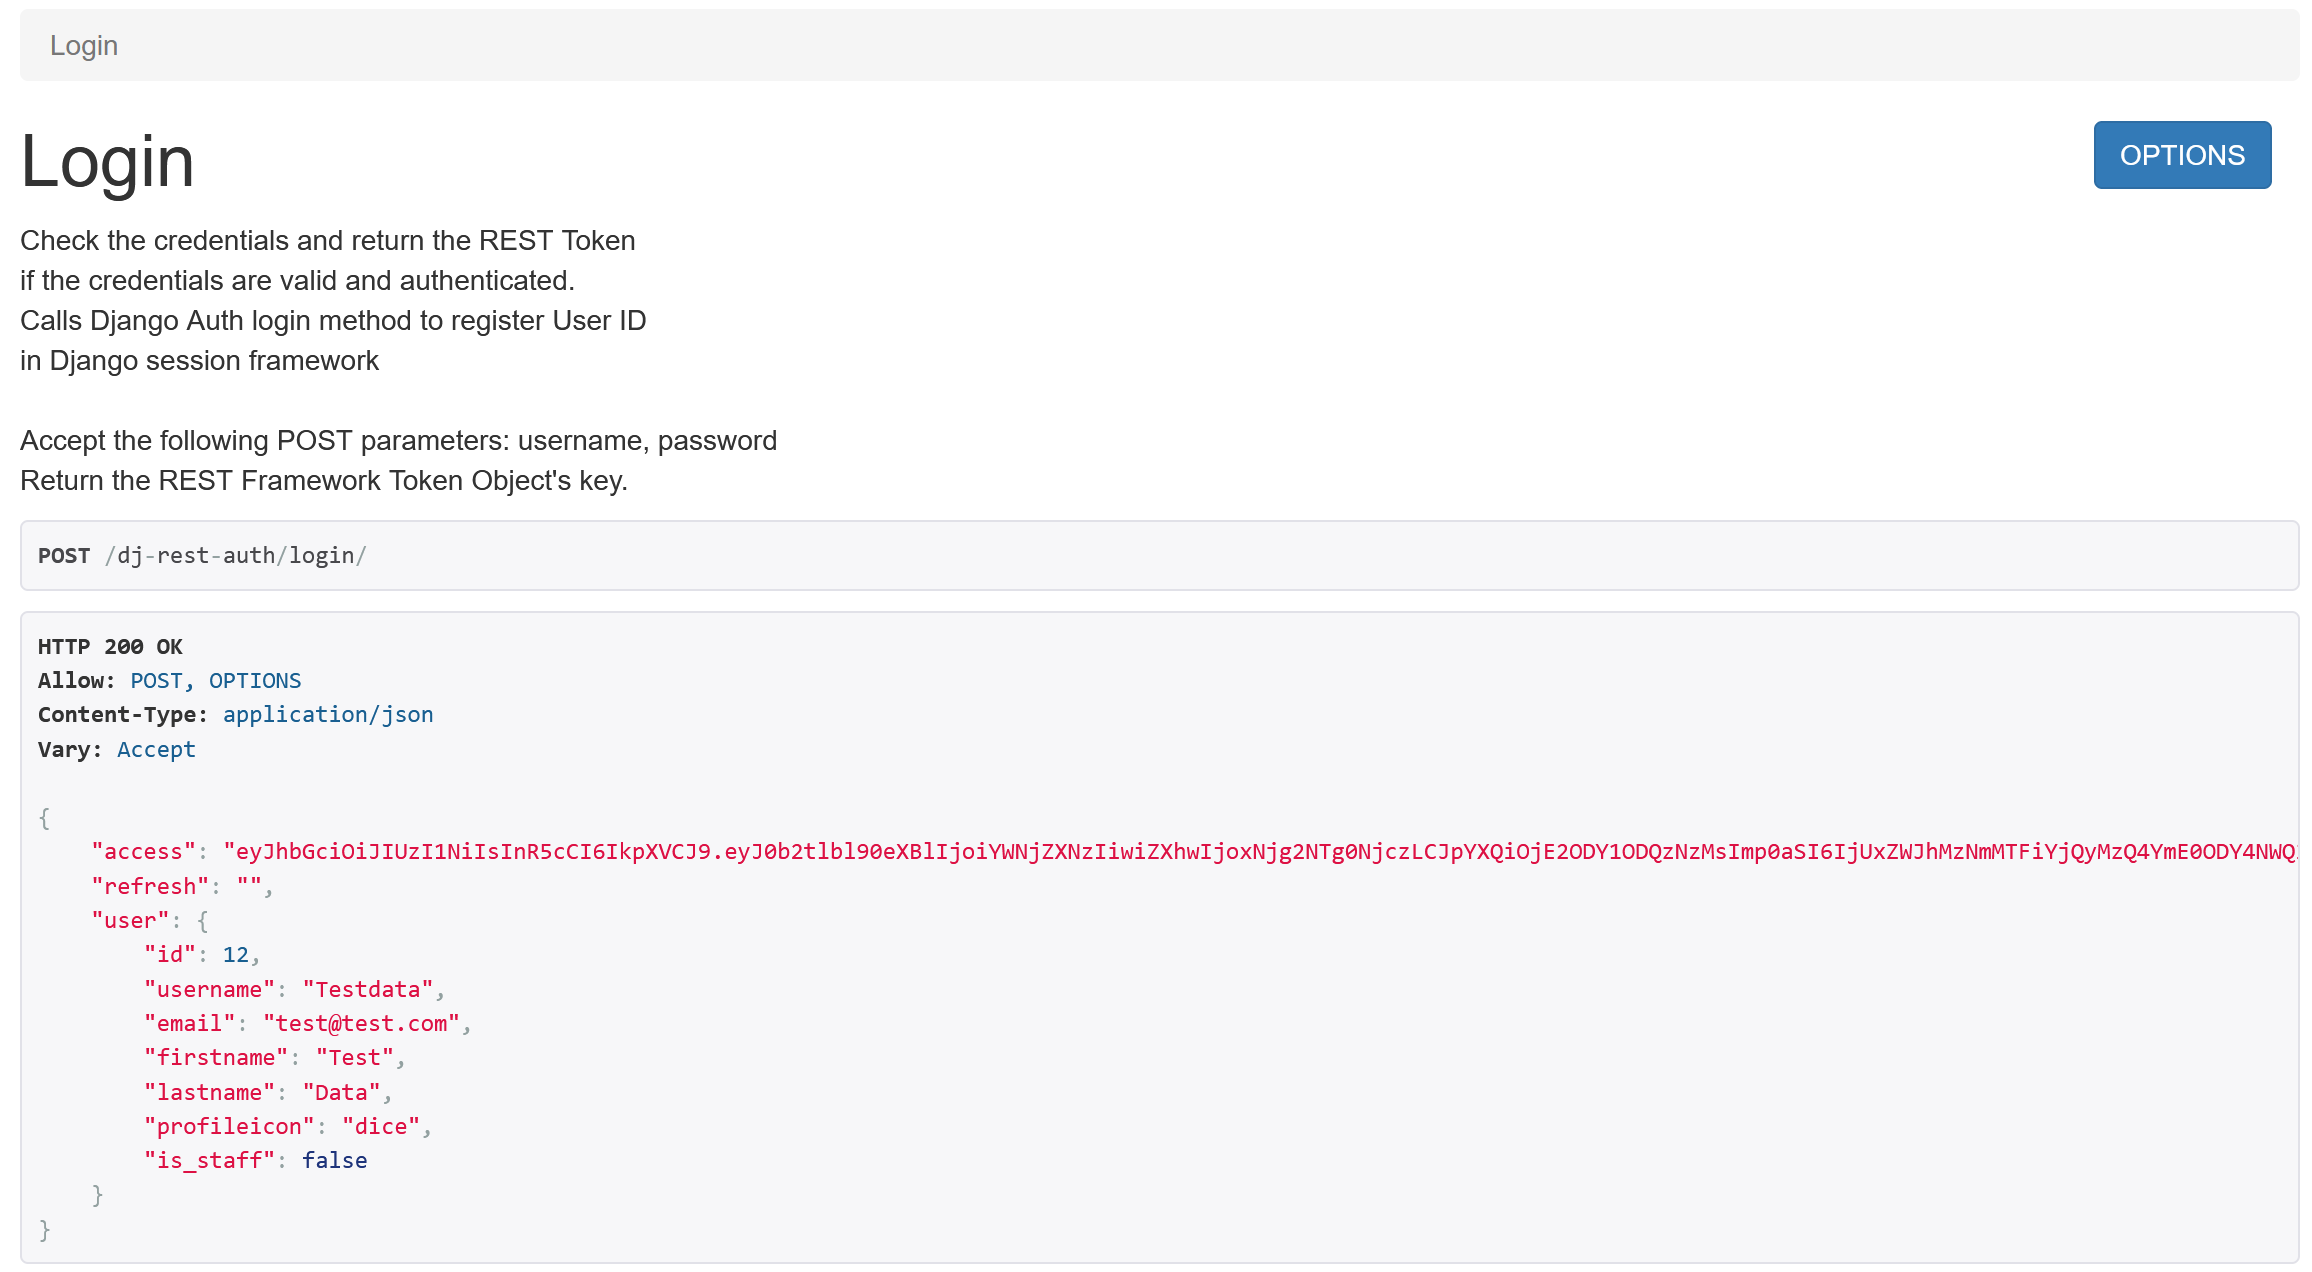 Login
Login
OPTIONS
Check the credentials and return the REST Token
if the credentials are valid and authenticated.
Calls Django Auth login method to register User ID
in Django session framework
Accept the following POST parameters: username, password
Return the REST Framework Token Object's key.
POST /dj-rest-auth/login/
HTTP 200 OK
Allow: POST, OPTIONS
Content-Type: application/json
Vary: Accept
{
"access": "eyJhbGciOiJIUzI1NiIsInR5cCI6IkpXVCJ9.eyJ0b2tlbl90eXBlIjoiYWNjZXNzIiwiZXhwIjoxNjg2NTg0NjczLCJpYXQiOjE2ODY1ODQzNzMsImp0aSI6IjUxZWJhMzNmMTFiYjQyMzQ4YmE0ODY4NWQ
"refresh": "",
"user": {
"id": 12,
"username": "Testdata",
"email": "test@test.com",
"firstname": "Test",
"lastname": "Data",
"profileicon": "dice",
"is_staff": false
}
}